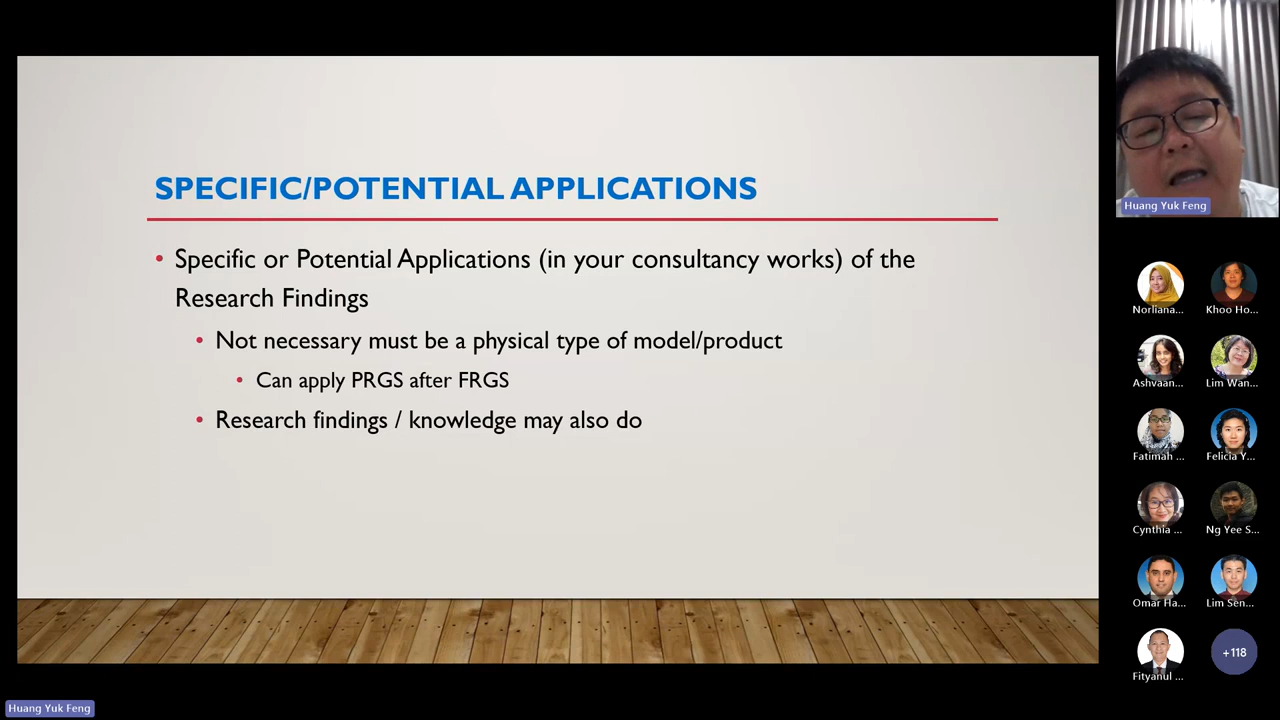 SPECIFIC/POTENTIAL APPLICATIONS
• Specific or Potential Applications (in your consultancy works) of the
Research Findings
• Not necessary must be a physical type of model/product
• Can apply PRGS after FRGS
• Research findings / knowledge may also do
Huang Yuk Feng
Norliana...
Khoo Ho...
Ashvaan...
Lim Wan...
Fatimah ...
Felicia Y...
Cynthia ...
Ng Yee S...
Omar Ha...
Lim Sen...
Fityanul ...
+118
Huang Yuk Feng